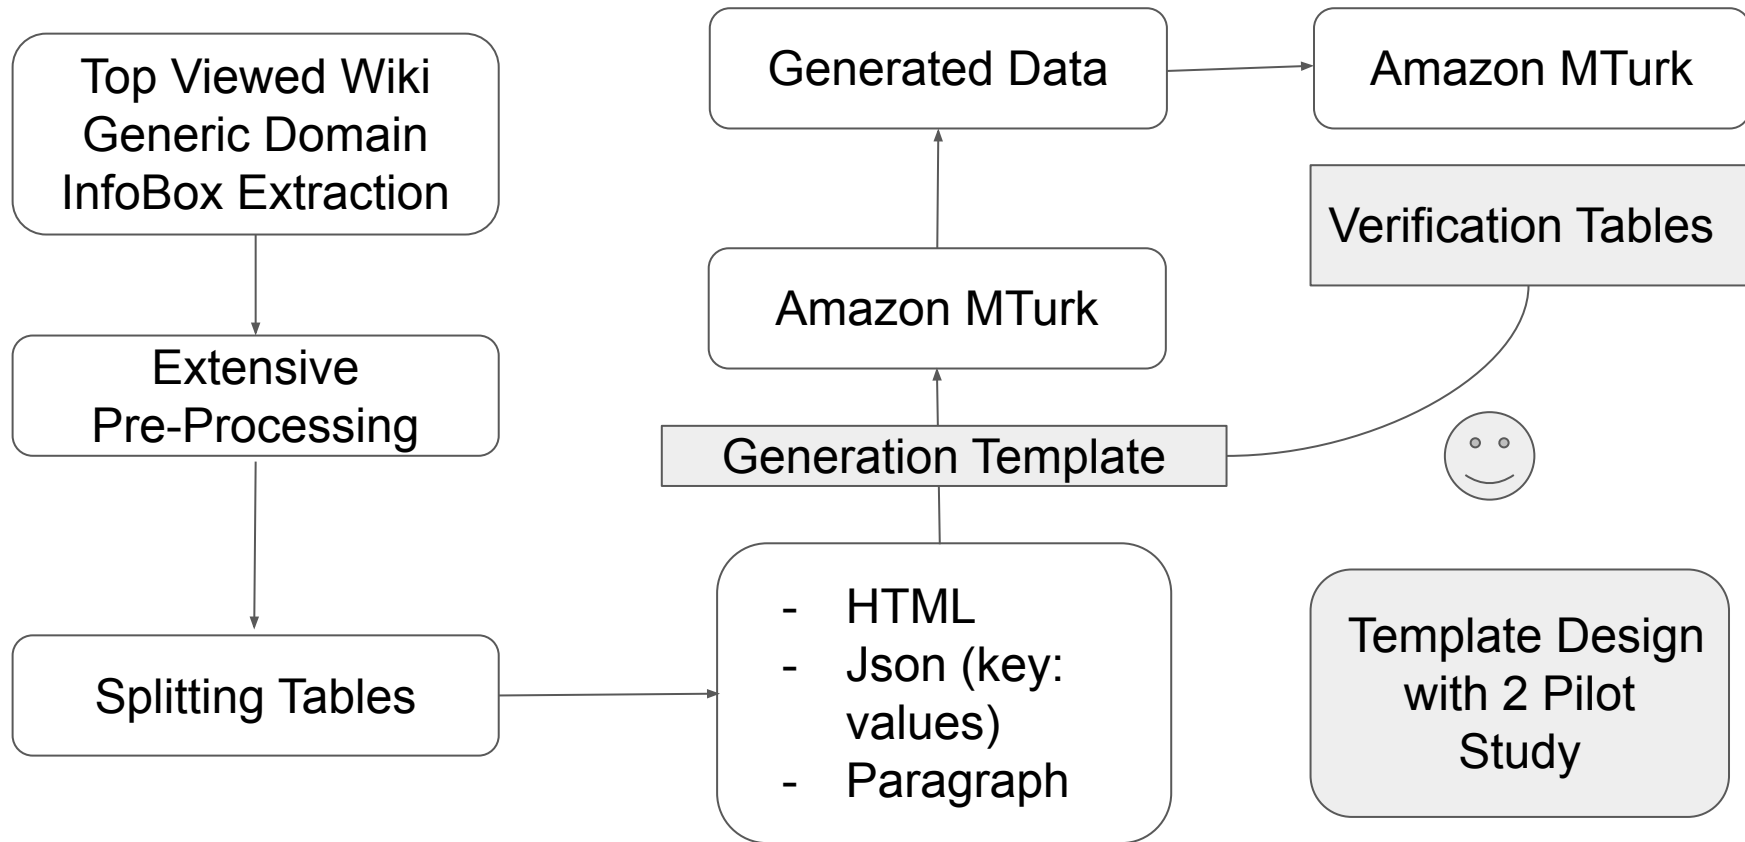 Top Viewed Wiki
Generic Domain
InfoBox Extraction
Extensive
Pre-Processing
Splitting Tables
- HTML
- Json (key:
values)
- Paragraph
Generation Template
Amazon MTurk
Generated Data
Amazon MTurk
Verification Tables
Template Design
with 2 Pilot
Study